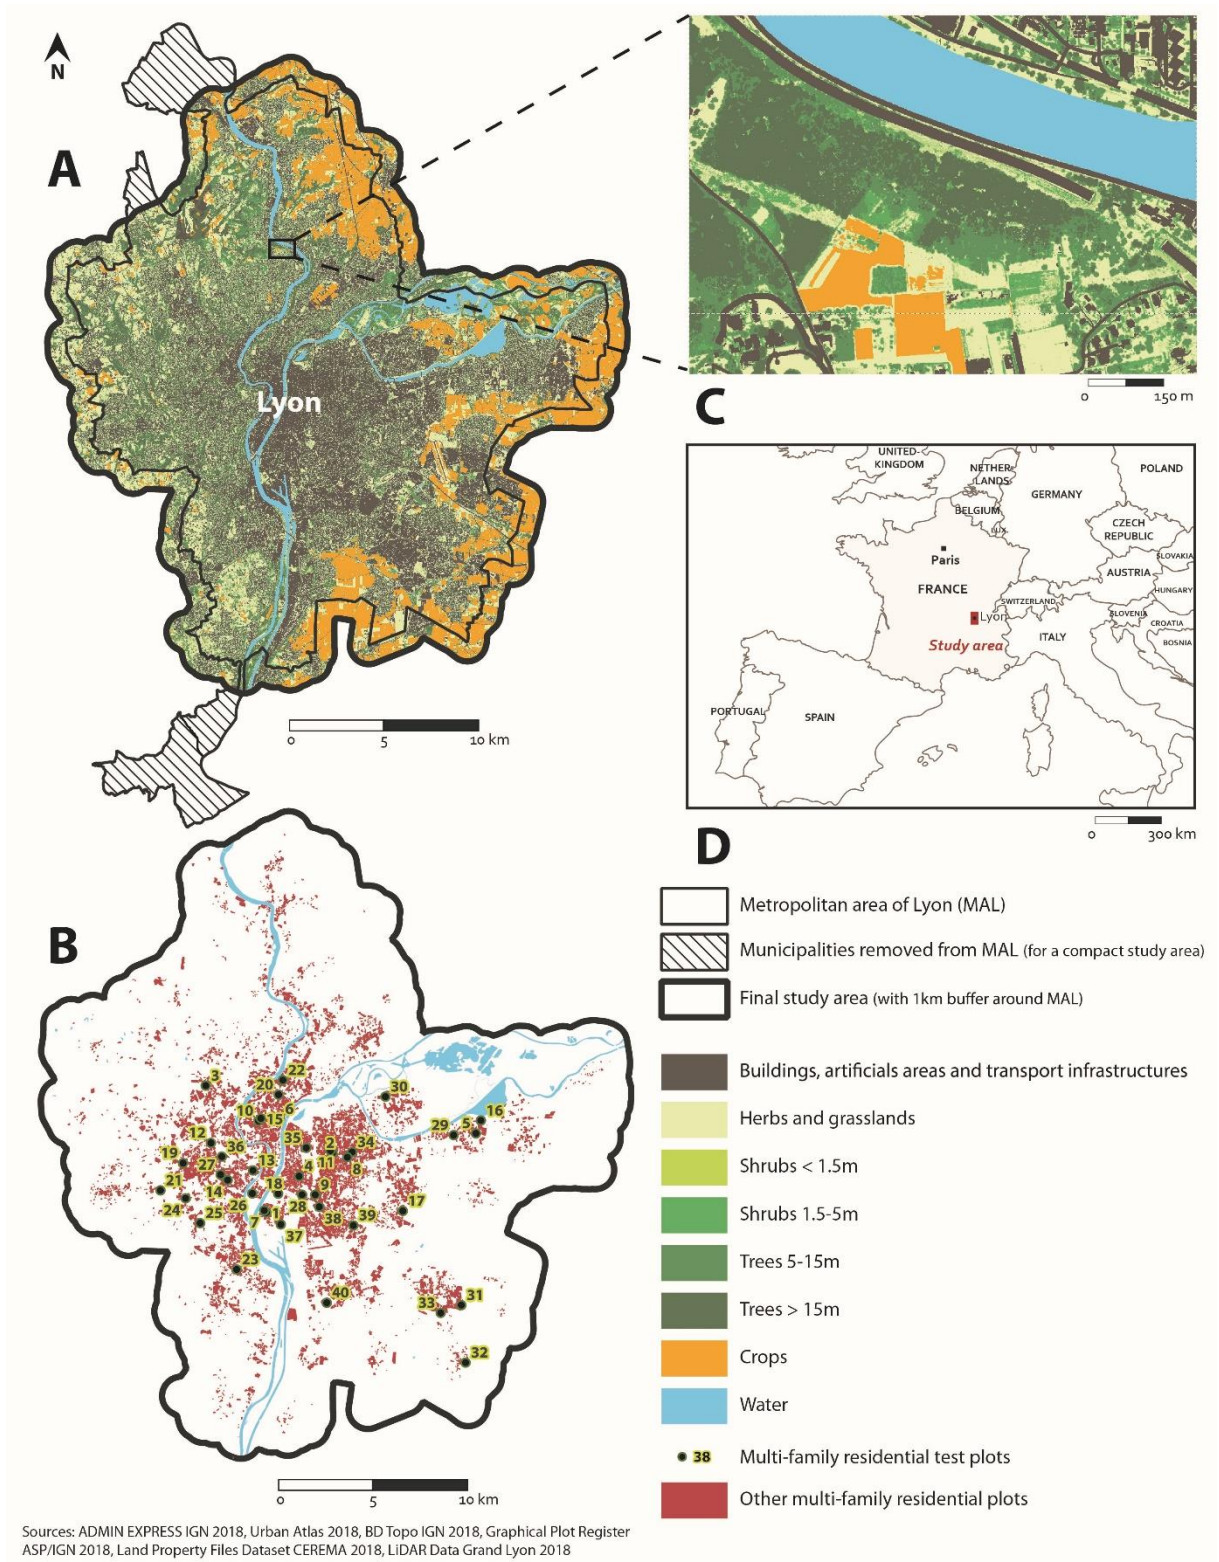 N
A
Lyon
0 5 10 km
0 150 m
C
UNITED-
KINGDOM
NETHER-
LANDS
POLAND
GERMANY
BELGIUM
LUX.
CZECH
REPUBLIC
Paris
SLOVAKIA
AUSTRIA
FRANCE
HUNGARY
SWITZERLAND
SLOVENIA
Lyon
CROATIA
ITALY
BOSNIA
Study area
PORTUGAL
SPAIN
0 300 km
D
B
3
20
22
30
10
6
15
16
29
5
12
35
2
34
19
36
11
8
27
13
4
21
14
18
9
17
24
26
28
25
7
1
38
39
37
23
40
33
31
32
0 5 10 km
Metropolitan area of Lyon (MAL)
Municipalities removed from MAL (for a compact study area)
Final study area (with 1km buffer around MAL)
Buildings, artificials areas and transport infrastructures
Herbs and grasslands
Shrubs < 1.5m
Shrubs 1.5-5m
Trees 5-15m
Trees > 15m
Crops
Water
38 Multi-family residential test plots
Other multi-family residential plots
Sources: ADMIN EXPRESS IGN 2018, Urban Atlas 2018, BD Topo IGN 2018, Graphical Plot Register
ASP/IGN 2018, Land Property Files Dataset CEREMA 2018, LiDAR Data Grand Lyon 2018